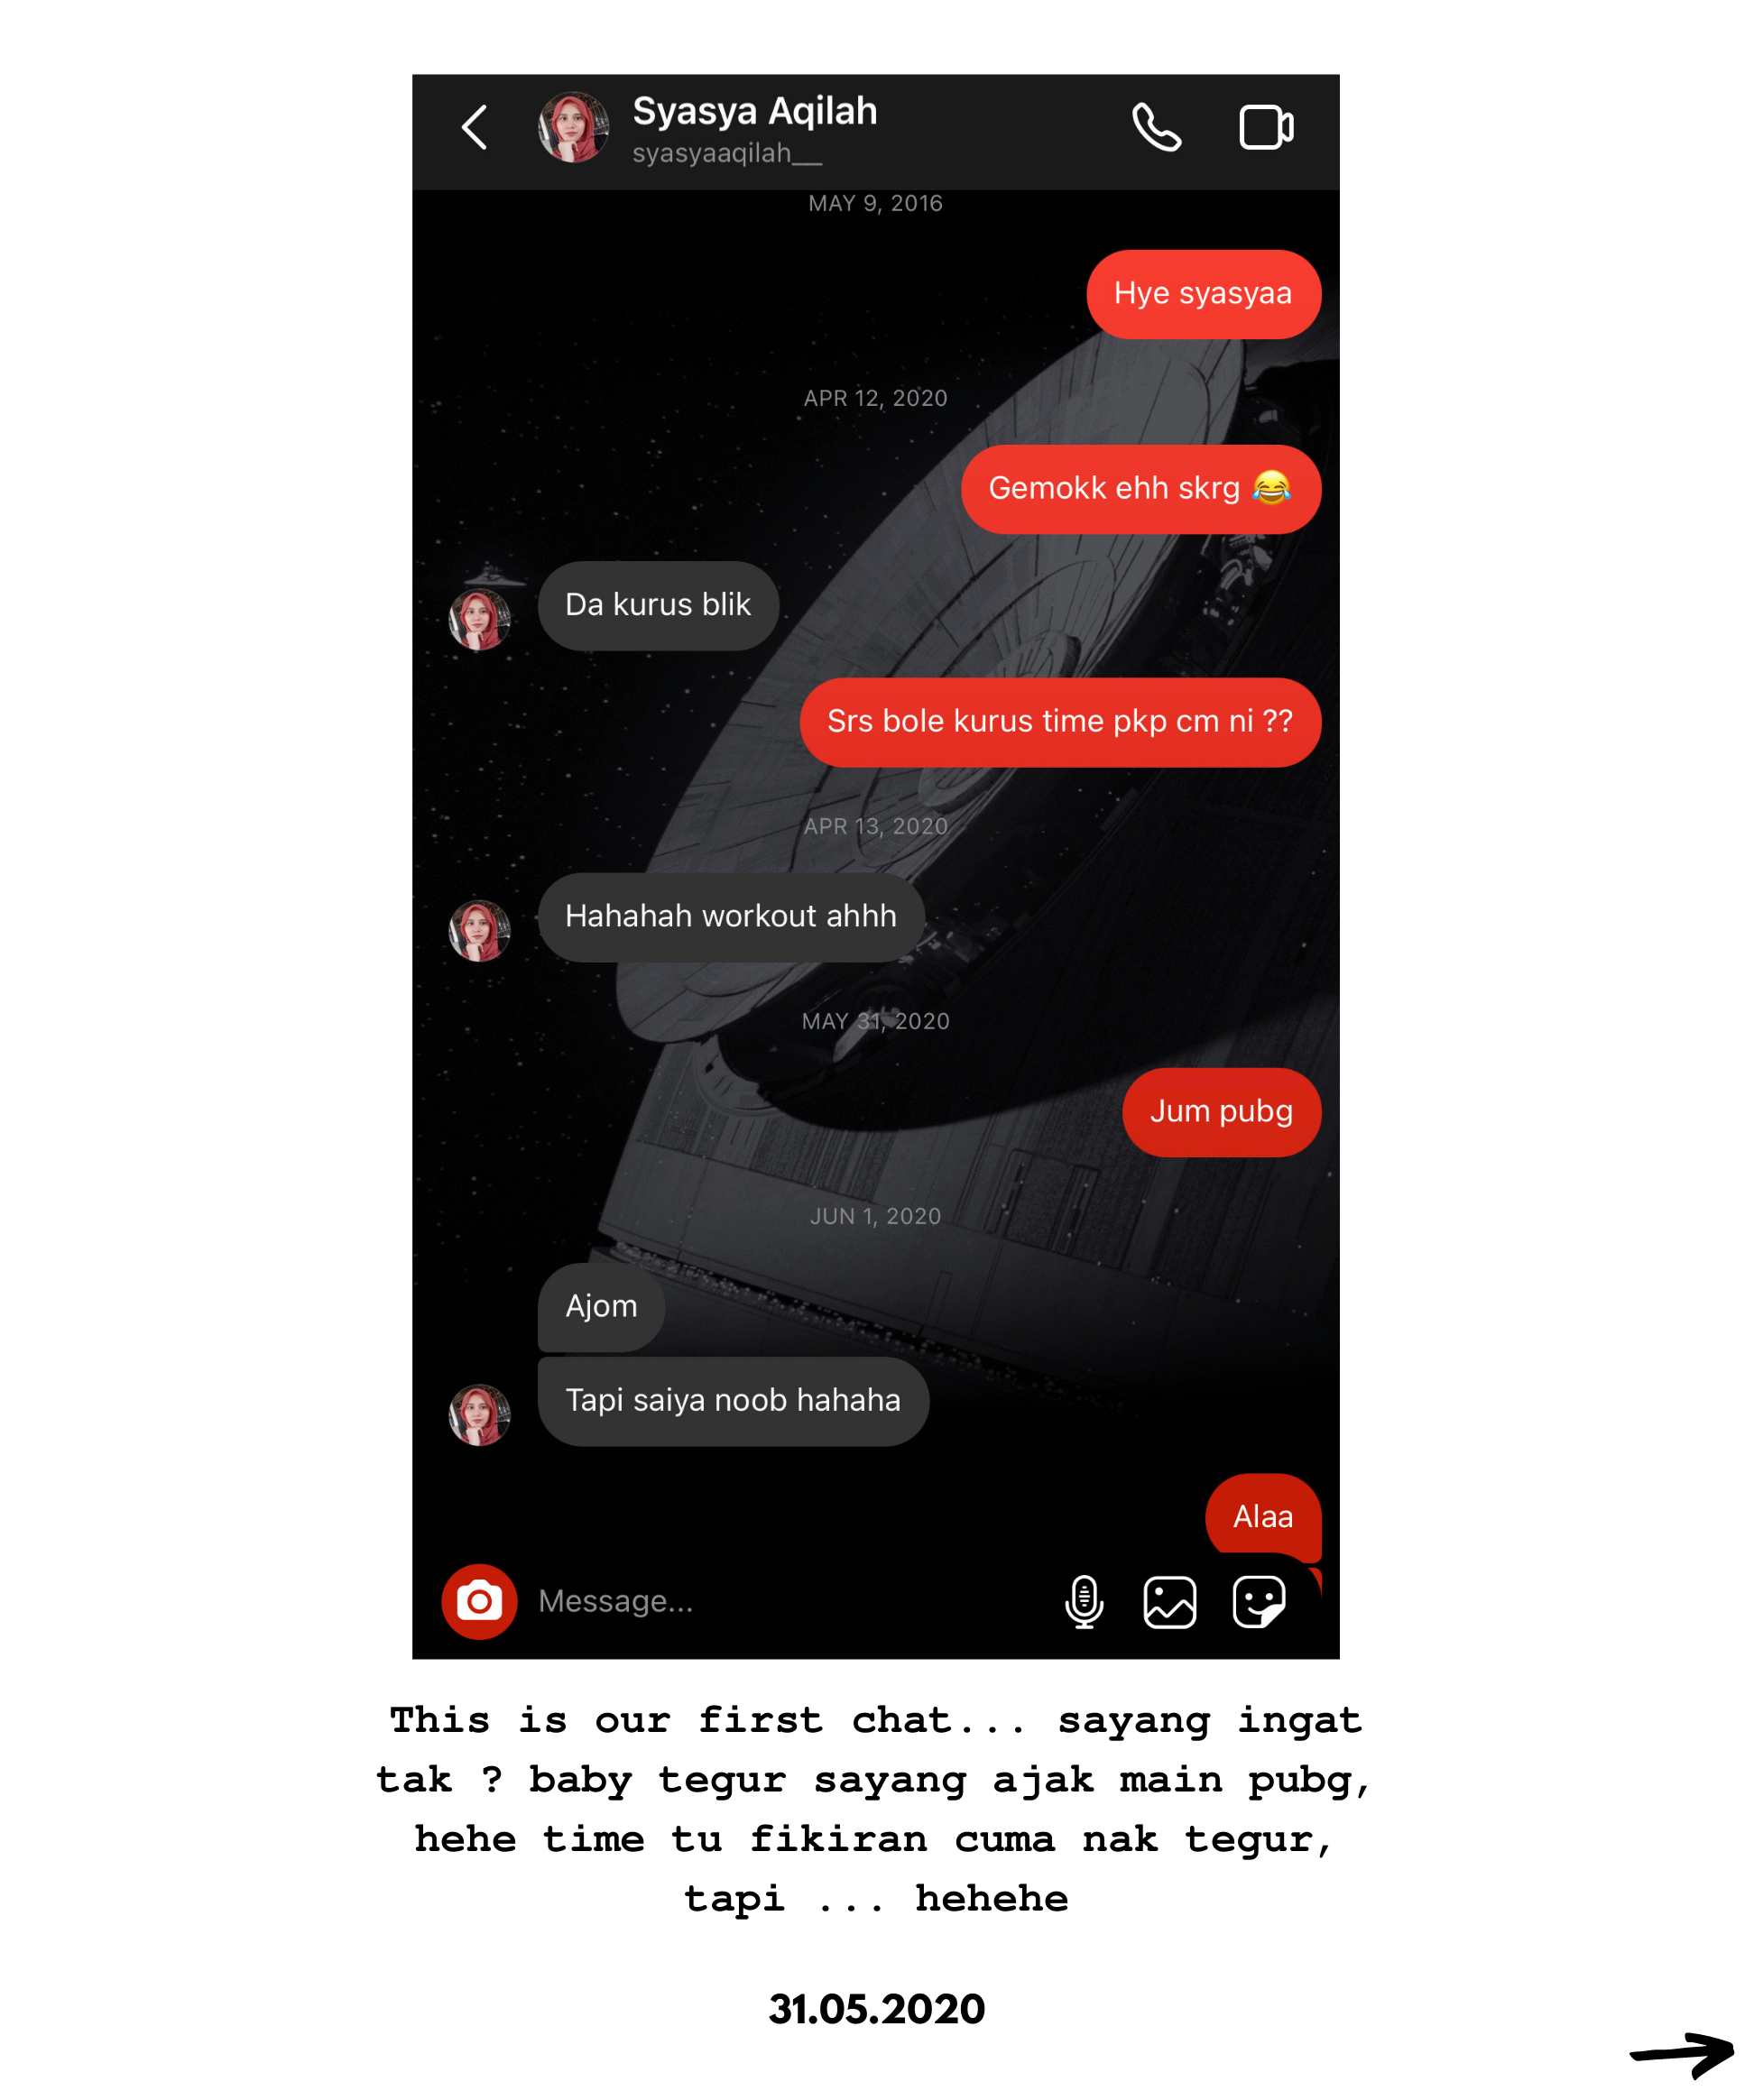 Syasya Aqilah
syasyaaqilah__
MAY 9, 2016
Hye syasyaa
APR 12, 2020
Gemokk ehh skrg 😂
Da kurus blik
Srs bole kurus time pkp cm ni ??
APR 13, 2020
Hahahah workout ahhh
MAY 31, 2020
Jum pubg
JUN 1, 2020
Ajom
Tapi saiya noob hahaha
Alaa
Message...
This is our first chat... sayang ingat
tak ? baby tegur sayang ajak main pubg,
hehe time tu fikiran cuma nak tegur,
tapi ... hehehe
31.05.2020